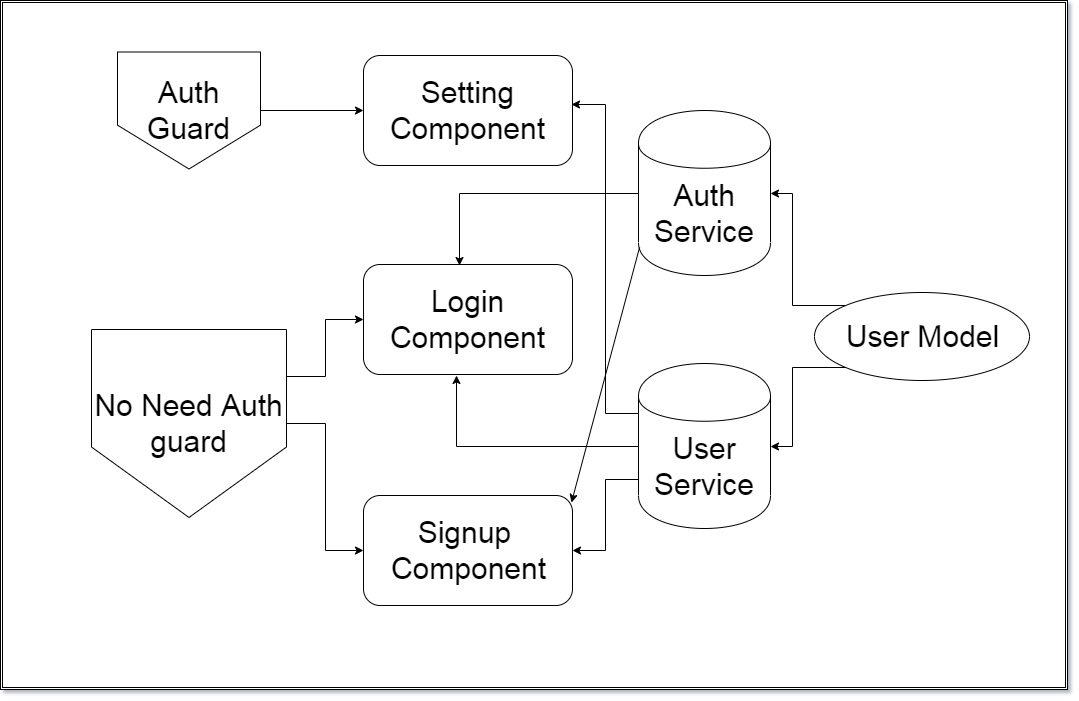 Auth
Guard
Setting
Component
Auth
Service
Login
Component
User Model
No Need Auth
guard
User
Service
Signup
Component